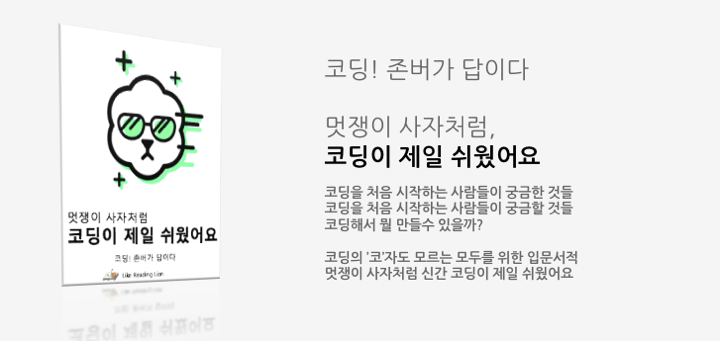 멋쟁이 사자처럼
코딩이 제일 쉬웠어요
코딩! 존버가 답이다
Like Reading Lion
코딩! 존버가 답이다
멋쟁이 사자처럼,
코딩이 제일 쉬웠어요
코딩을 처음 시작하는 사람들이 궁금한 것들
코딩을 처음 시작하는 사람들이 궁금할 것들
코딩해서 뭘 만들수 있을까?
코딩의 '코'자도 모르는 모두를 위한 입문서적
멋쟁이 사자처럼 신간 코딩이 제일 쉬웠어요